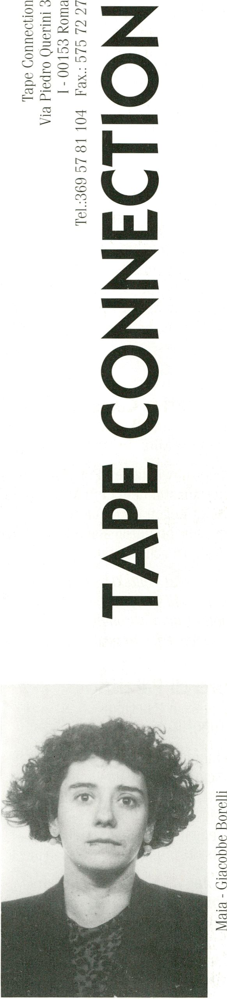 Tape Connection
Via Piedro Querini 3
I - 00153 Roma
Tel.:369 57 81 104 Fax.: 575 72 27
TAPE CONNECTION
Maia - Giacobbe Borelli